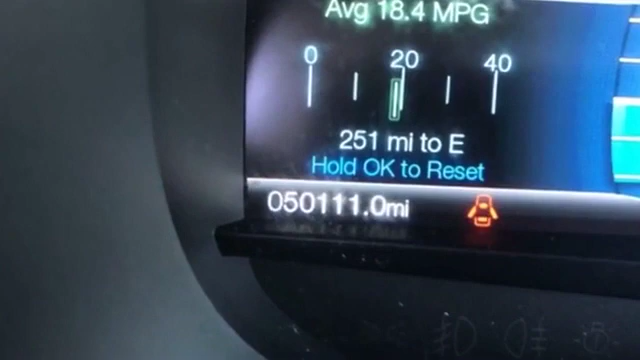 Avg 18.4 MPG
0 20 40
251 mi to E
Hold OK to Reset
050111.0mi